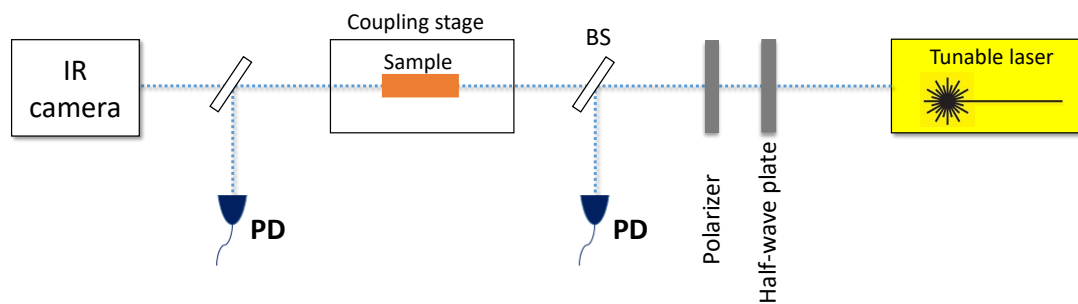 Coupling stage
IR
camera
Sample
BS
Tunable laser
PD
PD
Polarizer
Half-wave plate